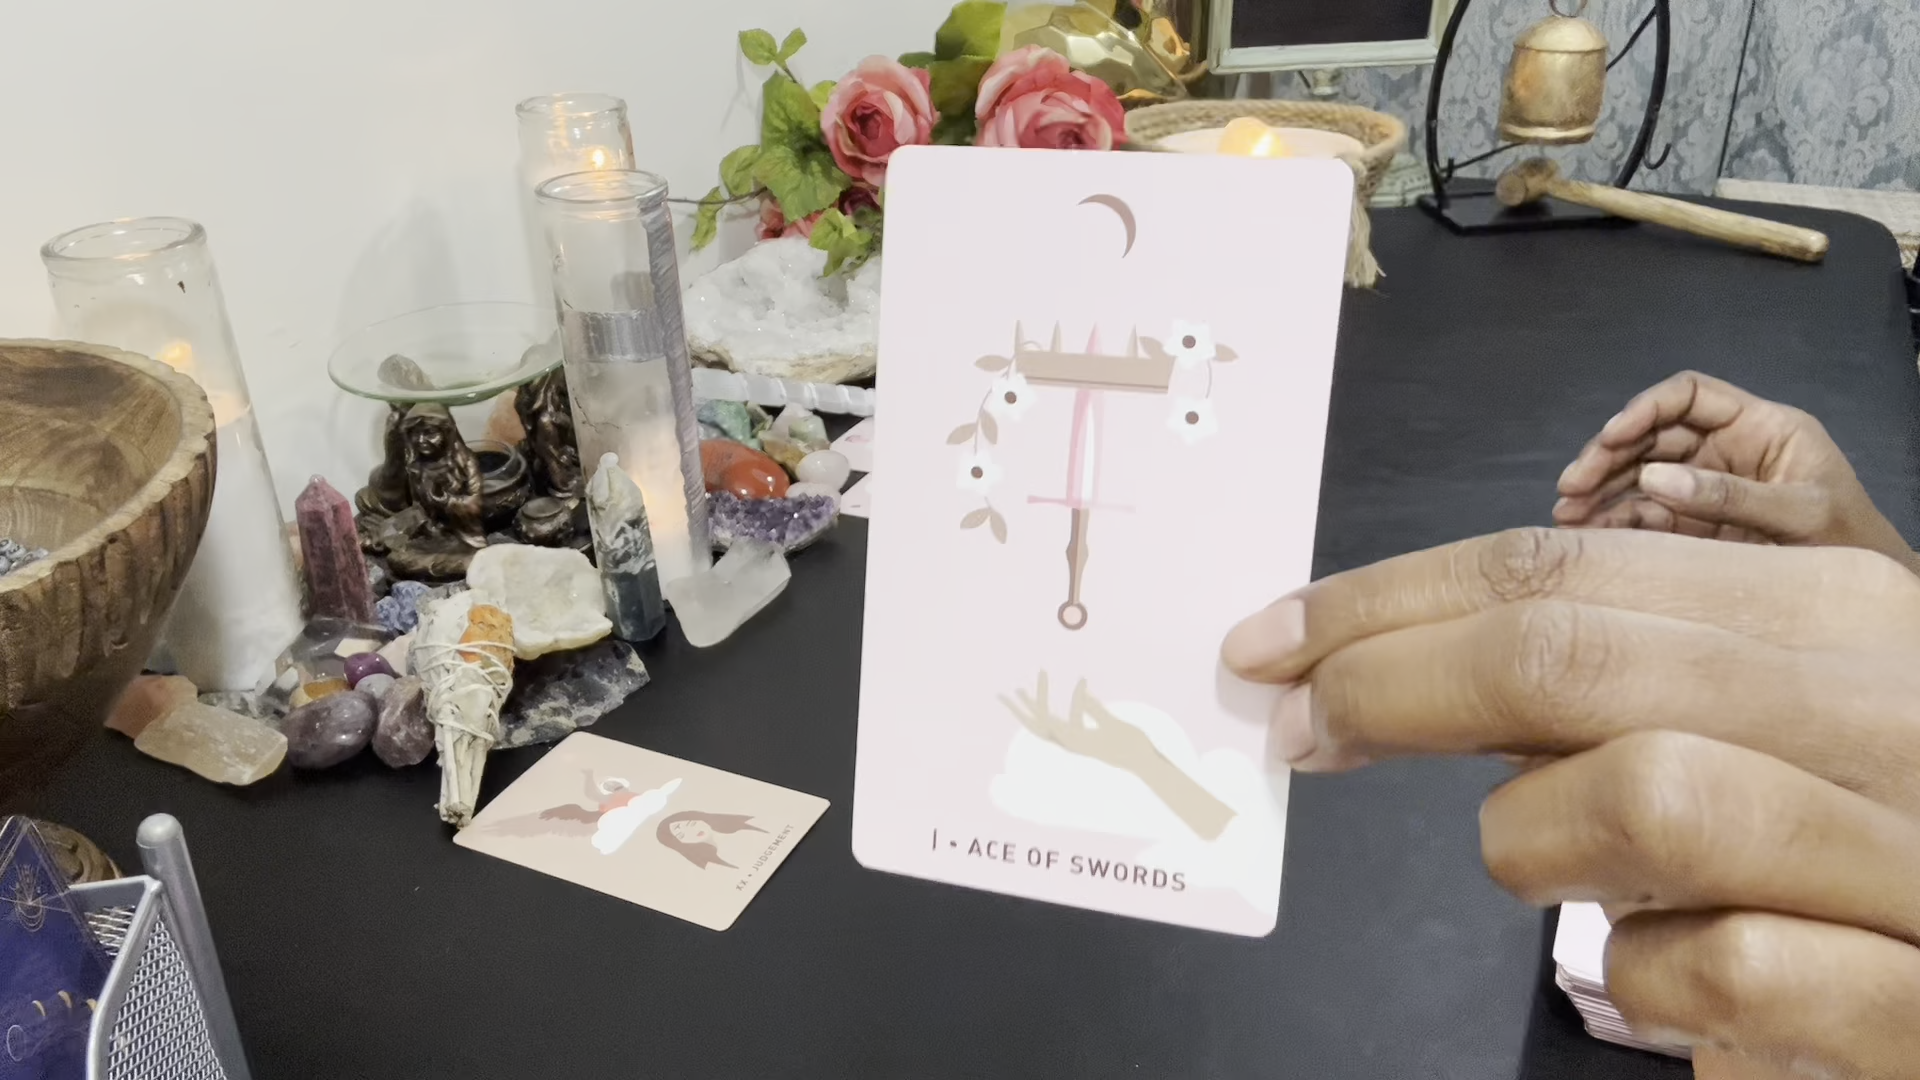 I • ACE OF SWORDS
XX • JUDGEMENT